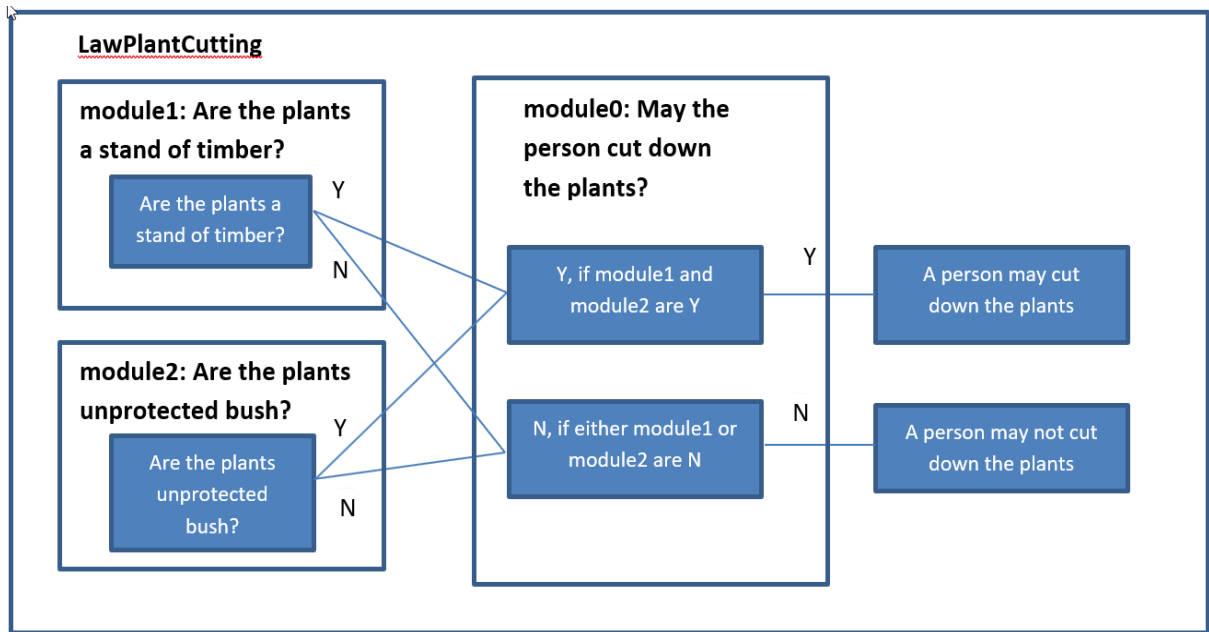 LawPlantCutting
module1: Are the plants
a stand of timber?
Are the plants a
stand of timber?
Y
N
module2: Are the plants
unprotected bush?
Are the plants
unprotected
bush?
Y
N
module0: May the
person cut down
the plants?
Y, if module1 and
module2 are Y
Y
N, if either module1 or
module2 are N
N
A person may cut
down the plants
A person may not cut
down the plants